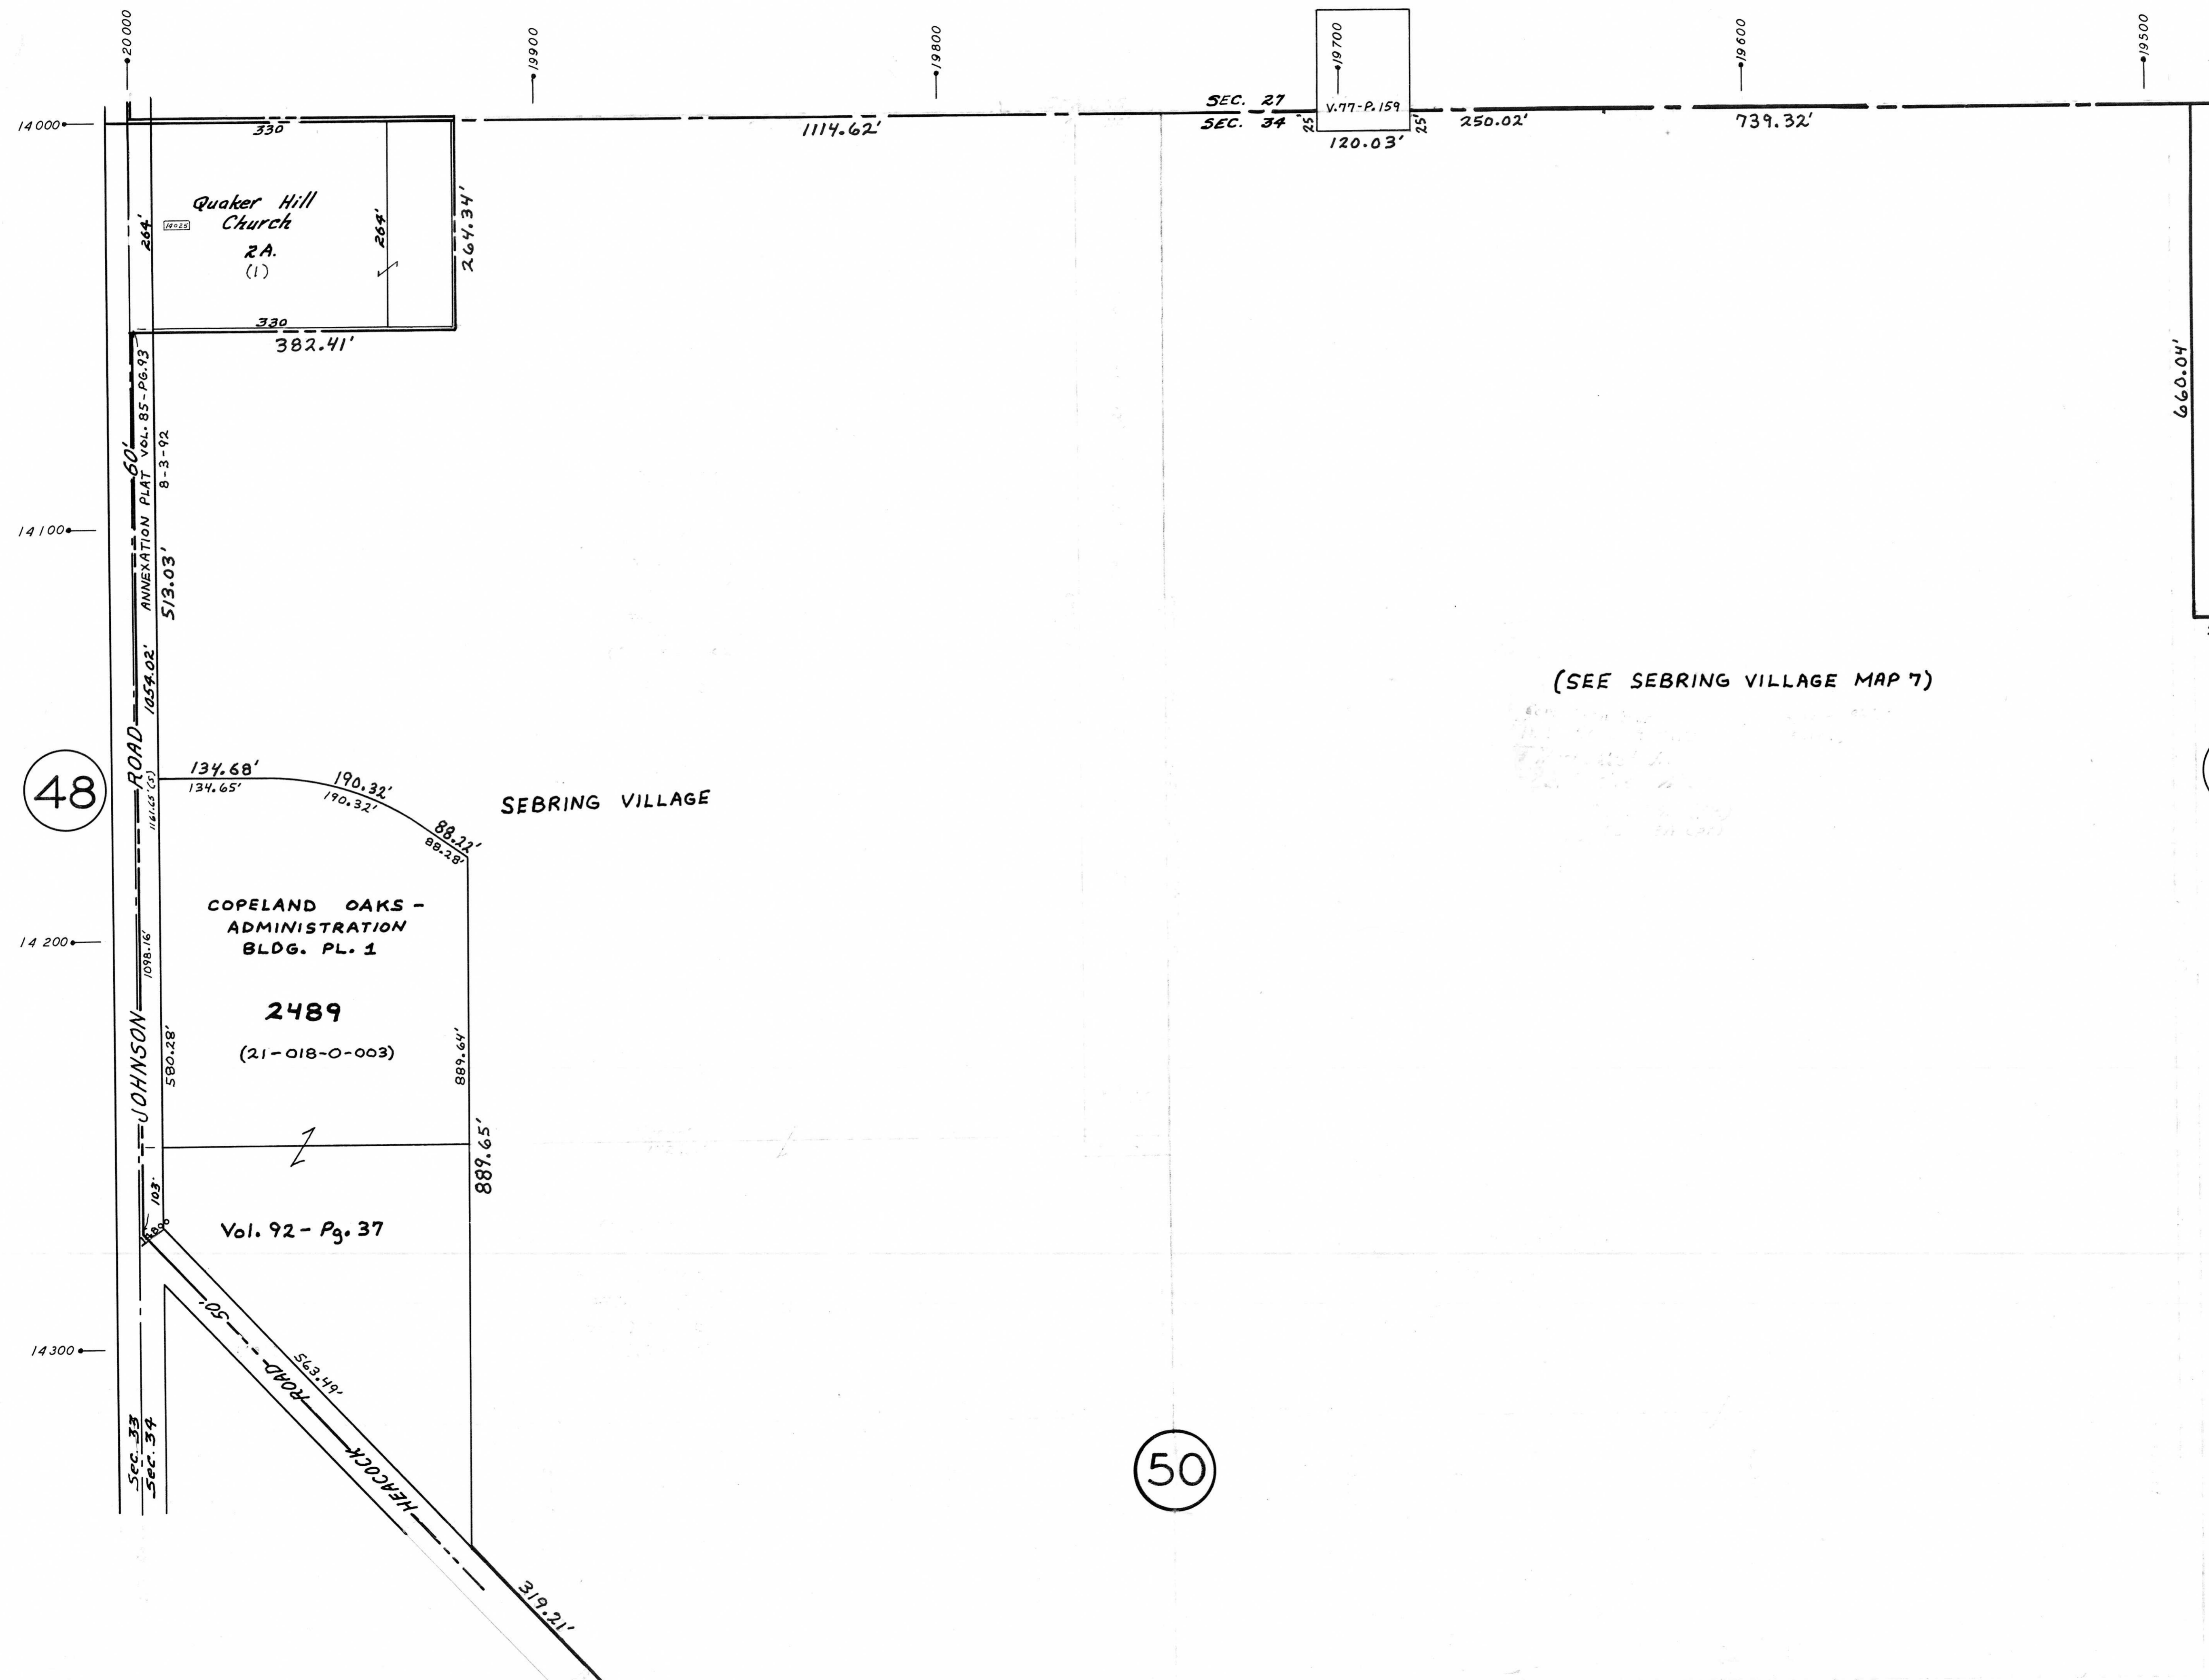 20000
19900
19800
19700
19600
19500
14000
330
1114.62'
SEC. 27
SEC. 34
25'
V.77-P.159
25'
120.03'
250.02'
739.32'
Quaker Hill
Church
2A.
(1)
14025
264'
264'
264.34'
330
382.41'
660.04'
60'
ANNEXATION PLAT VOL. 85-PG.93
8-3-92
14100
513.03'
1054.02'
(SEE SEBRING VILLAGE MAP 7)
ROAD
1161.65'(S)
48
134.68'
134.65'
190.32'
190.32'
88.22'
88.28'
SEBRING VILLAGE
COPELAND OAKS -
ADMINISTRATION
BLDG. PL. 1
14200
1098.16'
2489
(21-018-0-003)
JOHNSON
580.28'
889.64'
889.65'
103'
Vol. 92 - Pg. 37
50'
ROAD
HEACOCK
563.49'
14300
Sec. 33
Sec. 34
50
319.21'